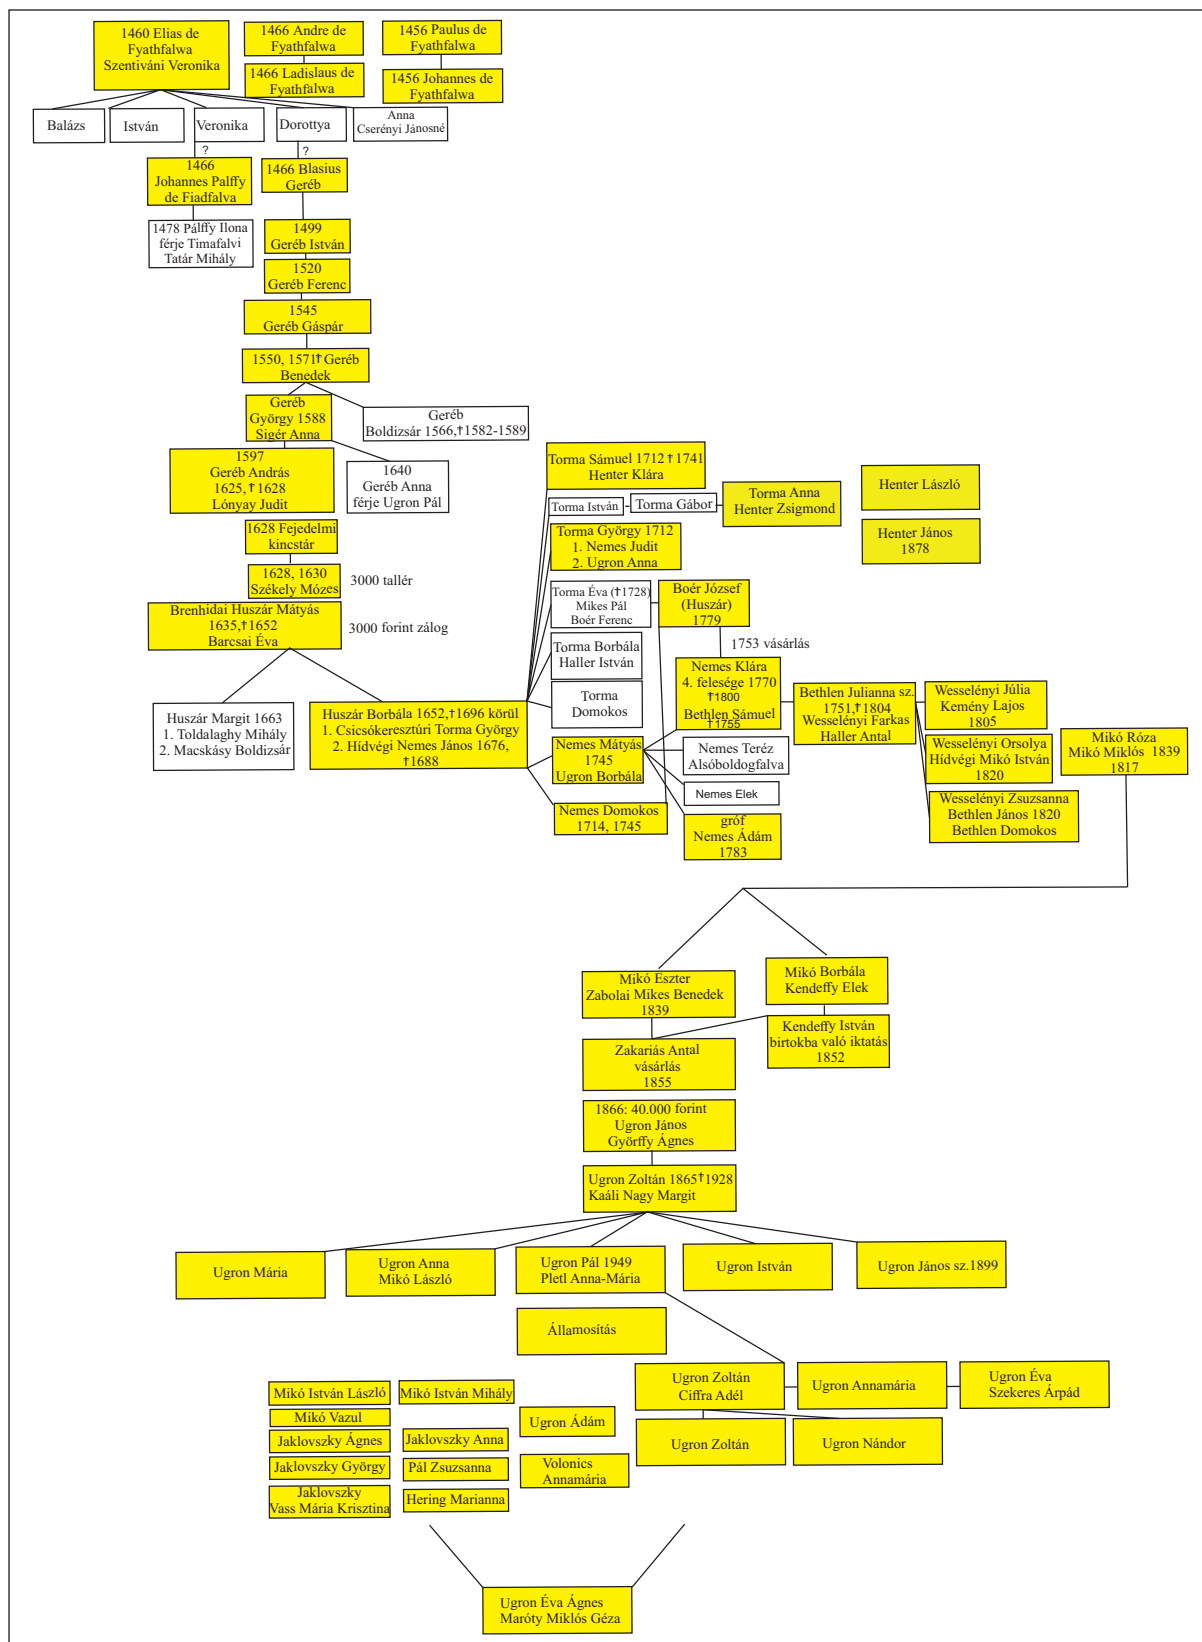 1460 Elias de
Fyathfalwa
Szentiváni Veronika
1466 Andre de
Fyathfalwa
1456 Paulus de
Fyathfalwa
1466 Ladislaus de
Fyathfalwa
1456 Johannes de
Fyathfalwa
Balázs
István
Veronika
Dorottya
Anna
Cserényi Jánosné
?
?
1466
Johannes Palffy
de Fiadfalva
1466 Blasius
Geréb
1478 Pálffy Ilona
férje Timafalvi
Tatár Mihály
1499
Geréb István
1520
Geréb Ferenc
1545
Geréb Gáspár
1550, 1571† Geréb
Benedek
Geréb
György 1588
Sigér Anna
Geréb
Boldizsár 1566,†1582-1589
1597
Geréb András
1625, †1628
Lónyay Judit
1640
Geréb Anna
férje Ugron Pál
1628 Fejedelmi
kincstár
1628, 1630
Székely Mózes
3000 tallér
Brenhidai Huszár Mátyás
1635,†1652
Barcsai Éva
3000 forint zálog
Huszár Margit 1663
1. Toldalaghy Mihály
2. Macskásy Boldizsár
Huszár Borbála 1652,†1696 körül
1. Csicsókeresztúri Torma György
2. Hídvégi Nemes János 1676,
†1688
Torma Sámuel 1712 † 1741
Henter Klára
Torma István
Torma Gábor
Torma Anna
Henter Zsigmond
Henter László
Henter János
1878
Torma György 1712
1. Nemes Judit
2. Ugron Anna
Torma Éva (†1728)
Mikes Pál
Boér Ferenc
Boér József
(Huszár)
1779
Torma Borbála
Haller István
Torma
Domokos
1753 vásárlás
Nemes Klára
4. felesége 1770
†1800
Bethlen Sámuel
†1755
Bethlen Julianna sz.
1751,†1804
Wesselényi Farkas
Haller Antal
Wesselényi Júlia
Kemény Lajos
1805
Wesselényi Orsolya
Hídvégi Mikó István
1820
Wesselényi Zsuzsanna
Bethlen János 1820
Bethlen Domokos
Mikó Róza
Mikó Miklós 1839
1817
Nemes Mátyás
1745
Ugron Borbála
Nemes Teréz
Alsóboldogfalva
Nemes Elek
Nemes Domokos
1714, 1745
gróf
Nemes Ádám
1783
Mikó Eszter
Zabolai Mikes Benedek
1839
Mikó Borbála
Kendeffy Elek
Kendeffy István
birtokba való iktatás
1852
Zakariás Antal
vásárlás
1855
1866: 40.000 forint
Ugron János
Györffy Ágnes
Ugron Zoltán 1865†1928
Kaáli Nagy Margit
Ugron Mária
Ugron Anna
Mikó László
Ugron Pál 1949
Pletl Anna-Mária
Ugron István
Ugron János sz.1899
Államosítás
Ugron Zoltán
Ciffra Adél
Ugron Annamária
Ugron Éva
Szekeres Árpád
Ugron Zoltán
Ugron Nándor
Mikó István László
Mikó István Mihály
Mikó Vazul
Ugron Ádám
Jaklovszky Ágnes
Jaklovszky Anna
Jaklovszky György
Pál Zsuzsanna
Volonics
Annamária
Jaklovszky
Vass Mária Krisztina
Hering Marianna
Ugron Éva Ágnes
Maróty Miklós Géza